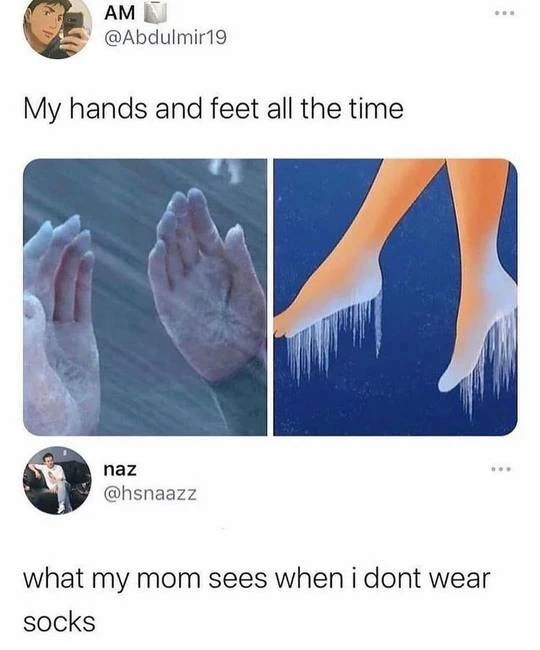 AM
@Abdulmir19
My hands and feet all the time
naz
@hsnaazz
what my mom sees when i dont wear
socks